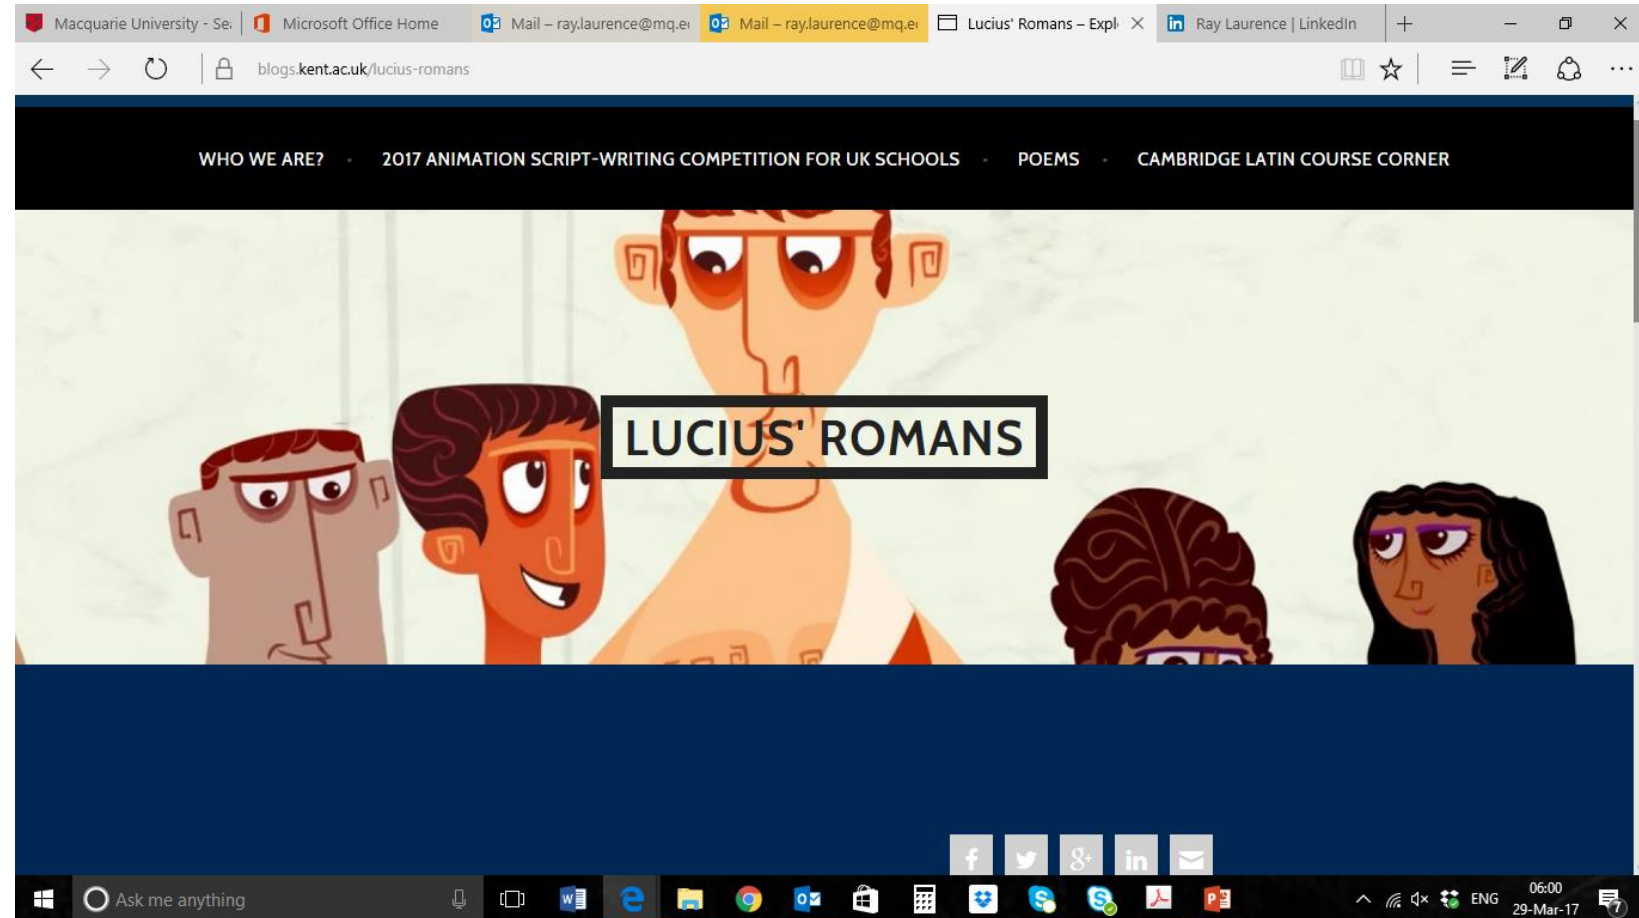 Macquarie University - Se
Microsoft Office Home
Mail – ray.laurence@mq.e
Mail – ray.laurence@mq.e
Lucius' Romans – Expl
Ray Laurence | LinkedIn
blogs.kent.ac.uk/lucius-romans
WHO WE ARE?
2017 ANIMATION SCRIPT-WRITING COMPETITION FOR UK SCHOOLS
POEMS
CAMBRIDGE LATIN COURSE CORNER
LUCIUS' ROMANS
Ask me anything
ENG
06:00
29-Mar-17
7